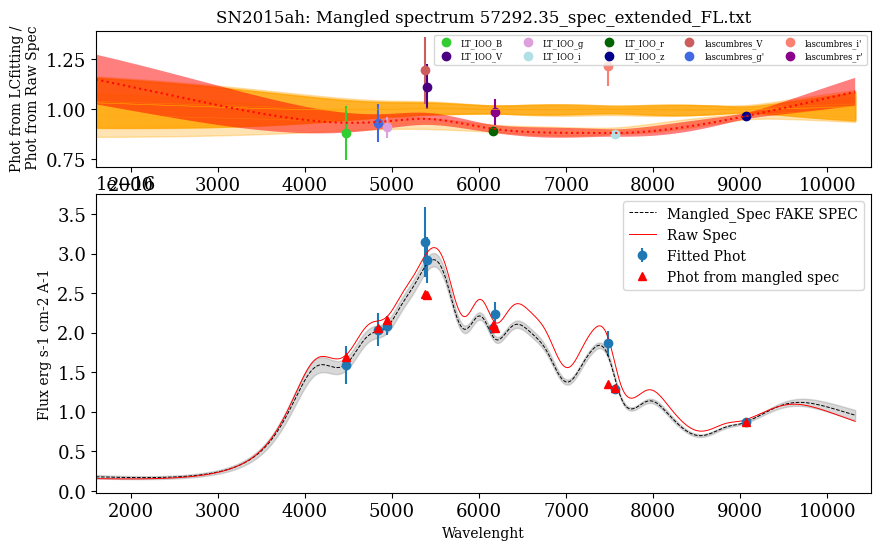 SN2015ah: Mangled spectrum 57292.35_spec_extended_FL.txt
Phot from LCfitting /
Phot from Raw Spec
1.25
1.00
0.75
LT_IOO_B LT_IOO_g LT_IOO_r lascumbres_V lascumbres_i'
LT_IOO_V LT_IOO_i LT_IOO_z lascumbres_g' lascumbres_r'
2000 3000 4000 5000 6000 7000 8000 9000 10000
1e−16
Flux erg s-1 cm-2 A-1
3.5
3.0
2.5
2.0
1.5
1.0
0.5
0.0
Mangled_Spec FAKE SPEC
Raw Spec
Fitted Phot
Phot from mangled spec
2000 3000 4000 5000 6000 7000 8000 9000 10000
Wavelenght